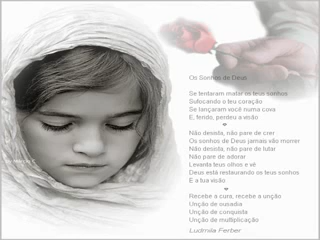 Os Sonhos de Deus
Se tentaram matar os teus sonhos
Sufocando o teu coração
Se lançaram você numa cova
E, ferido, perdeu a visão
Não desista, não pare de crer
Os sonhos de Deus jamais vão morrer
Não desista, não pare de lutar
Não pare de adorar
Levanta teus olhos e vê
Deus está restaurando os teus sonhos
E a tua visão
Recebe a cura, recebe a unção
Unção de ousadia
Unção de conquista
Unção de multiplicação
Ludmila Ferber